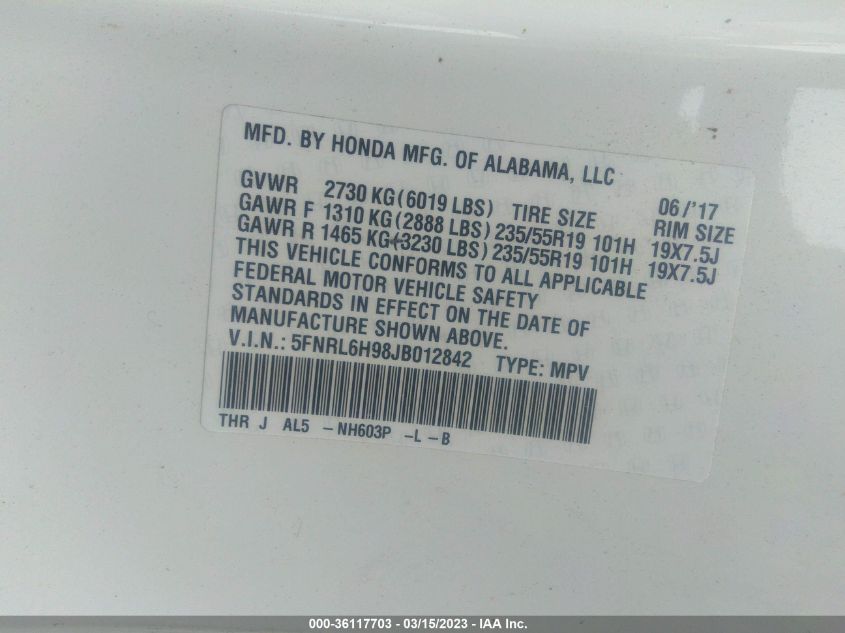 MFD. BY HONDA MFG. OF ALABAMA, LLC
GVWR 2730 KG (6019 LBS) TIRE SIZE 06/'17 RIM SIZE
GAWR F 1310 KG (2888 LBS) 235/55R19 101H 19X7.5J
GAWR R 1465 KG (3230 LBS) 235/55R19 101H 19X7.5J
THIS VEHICLE CONFORMS TO ALL APPLICABLE
FEDERAL MOTOR VEHICLE SAFETY
STANDARDS IN EFFECT ON THE DATE OF
MANUFACTURE SHOWN ABOVE.
V.I.N.: 5FNRL6H98JB012842 TYPE: MPV
THR J AL5 -NH603P -L -B
000-36117703 - 03/15/2023 - IAA Inc.